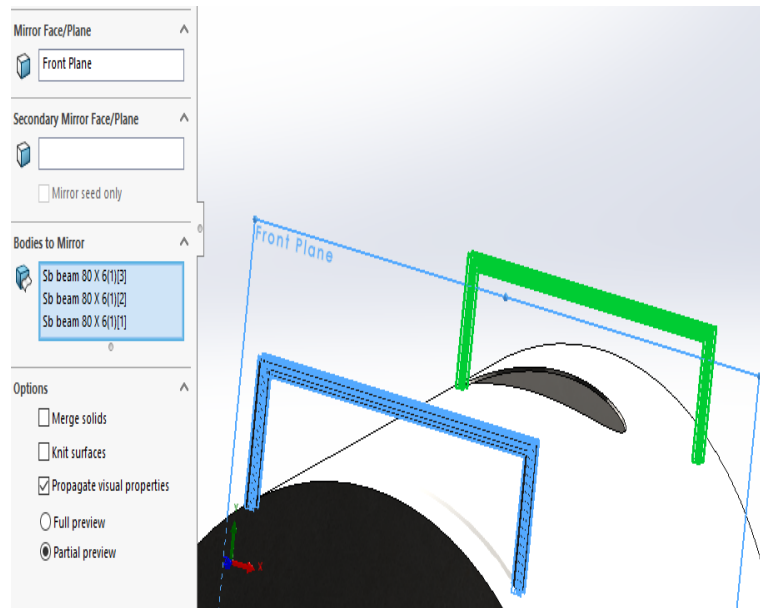 Mirror Face/Plane
Front Plane
Secondary Mirror Face/Plane
Mirror seed only
Bodies to Mirror
Sb beam 80 X 6(1)[3]
Sb beam 80 X 6(1)[2]
Sb beam 80 X 6(1)[1]
Options
Merge solids
Knit surfaces
Propagate visual properties
Full preview
Partial preview
Front Plane
Y
X